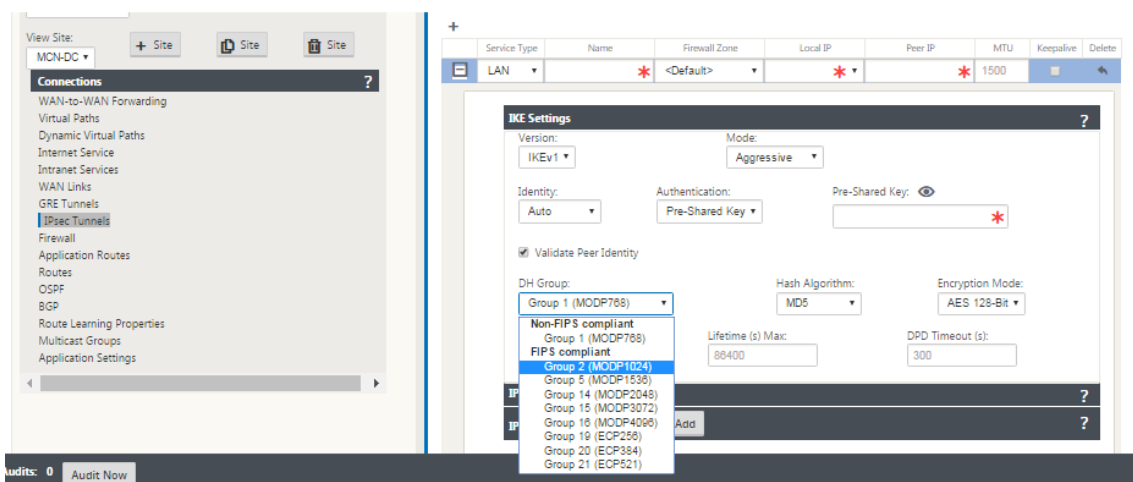 View Site:
MCN-DC
+ Site
Site
Site
Connections ?
WAN-to-WAN Forwarding
Virtual Paths
Dynamic Virtual Paths
Internet Service
Intranet Services
WAN Links
GRE Tunnels
IPsec Tunnels
Firewall
Application Routes
Routes
OSPF
BGP
Route Learning Properties
Multicast Groups
Application Settings
+
Service Type Name Firewall Zone Local IP Peer IP MTU Keepalive Delete
LAN <Default> 1500
IKE Settings ?
Version: Mode:
IKEv1 Aggressive
Identity: Authentication: Pre-Shared Key:
Auto Pre-Shared Key
Validate Peer Identity
DH Group: Hash Algorithm: Encryption Mode:
Group 1 (MODP768) MD5 AES 128-Bit
Non-FIPS compliant
Group 1 (MODP768)
FIPS compliant
Group 2 (MODP1024)
Group 5 (MODP1536)
Group 14 (MODP2048)
Group 15 (MODP3072)
Group 16 (MODP4096)
Group 19 (ECP256)
Group 20 (ECP384)
Group 21 (ECP521)
Lifetime (s) Max: DPD Timeout (s):
86400 300
IP ?
IP Add ?
Audits: 0 Audit Now